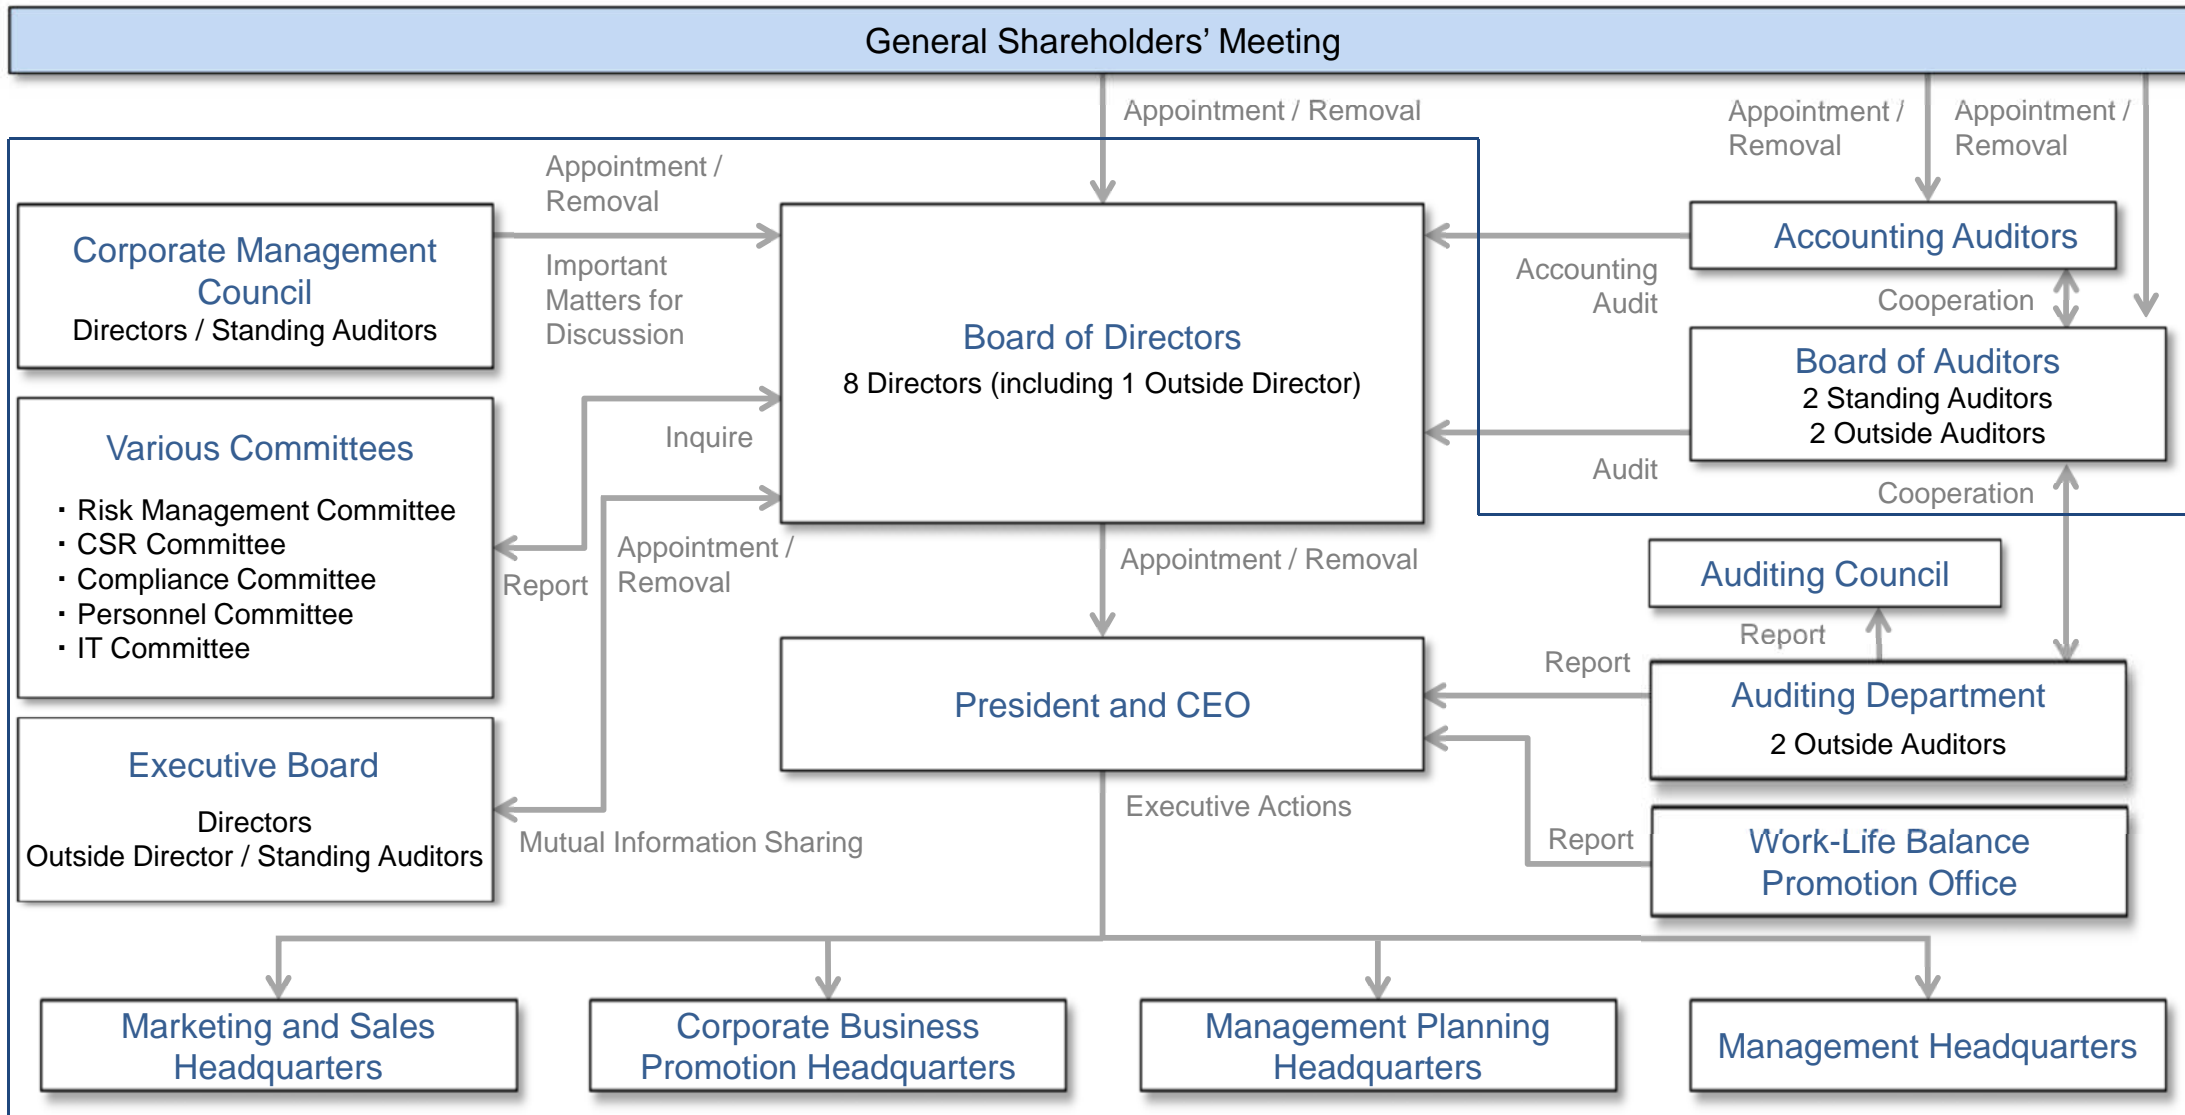 General Shareholders’ Meeting
Appointment / Removal
Appointment /
Removal
Appointment /
Removal
Appointment /
Removal
Corporate Management
Council
Directors / Standing Auditors
Important
Matters for
Discussion
Board of Directors
8 Directors (including 1 Outside Director)
Accounting Auditors
Accounting
Audit
Cooperation
Board of Auditors
2 Standing Auditors
2 Outside Auditors
Audit
Cooperation
Various Committees
・Risk Management Committee
・CSR Committee
・Compliance Committee
・Personnel Committee
・IT Committee
Inquire
Report
Appointment /
Removal
Appointment / Removal
Auditing Council
Report
Report
President and CEO
Auditing Department
2 Outside Auditors
Executive Board
Directors
Outside Director / Standing Auditors
Mutual Information Sharing
Executive Actions
Report
Work-Life Balance
Promotion Office
Marketing and Sales
Headquarters
Corporate Business
Promotion Headquarters
Management Planning
Headquarters
Management Headquarters